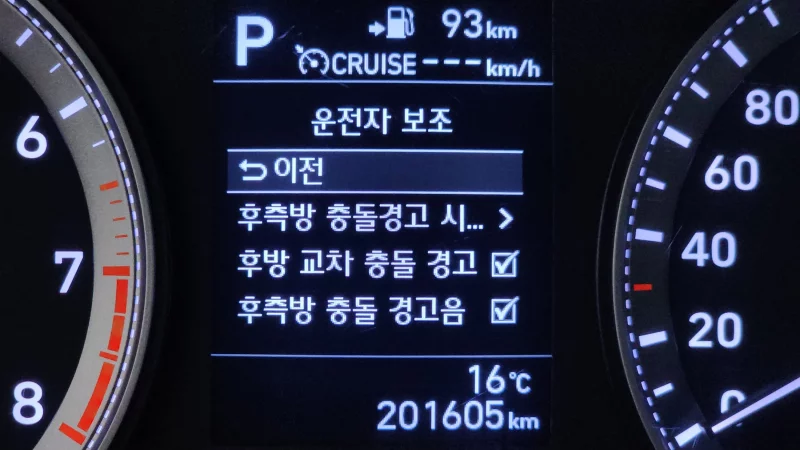 P
93km
CRUISE ---km/h
운전자 보조
이전
후측방 충돌경고 시... >
후방 교차 충돌 경고
후측방 충돌 경고음
16℃
201605km
6
7
8
80
60
40
20
0